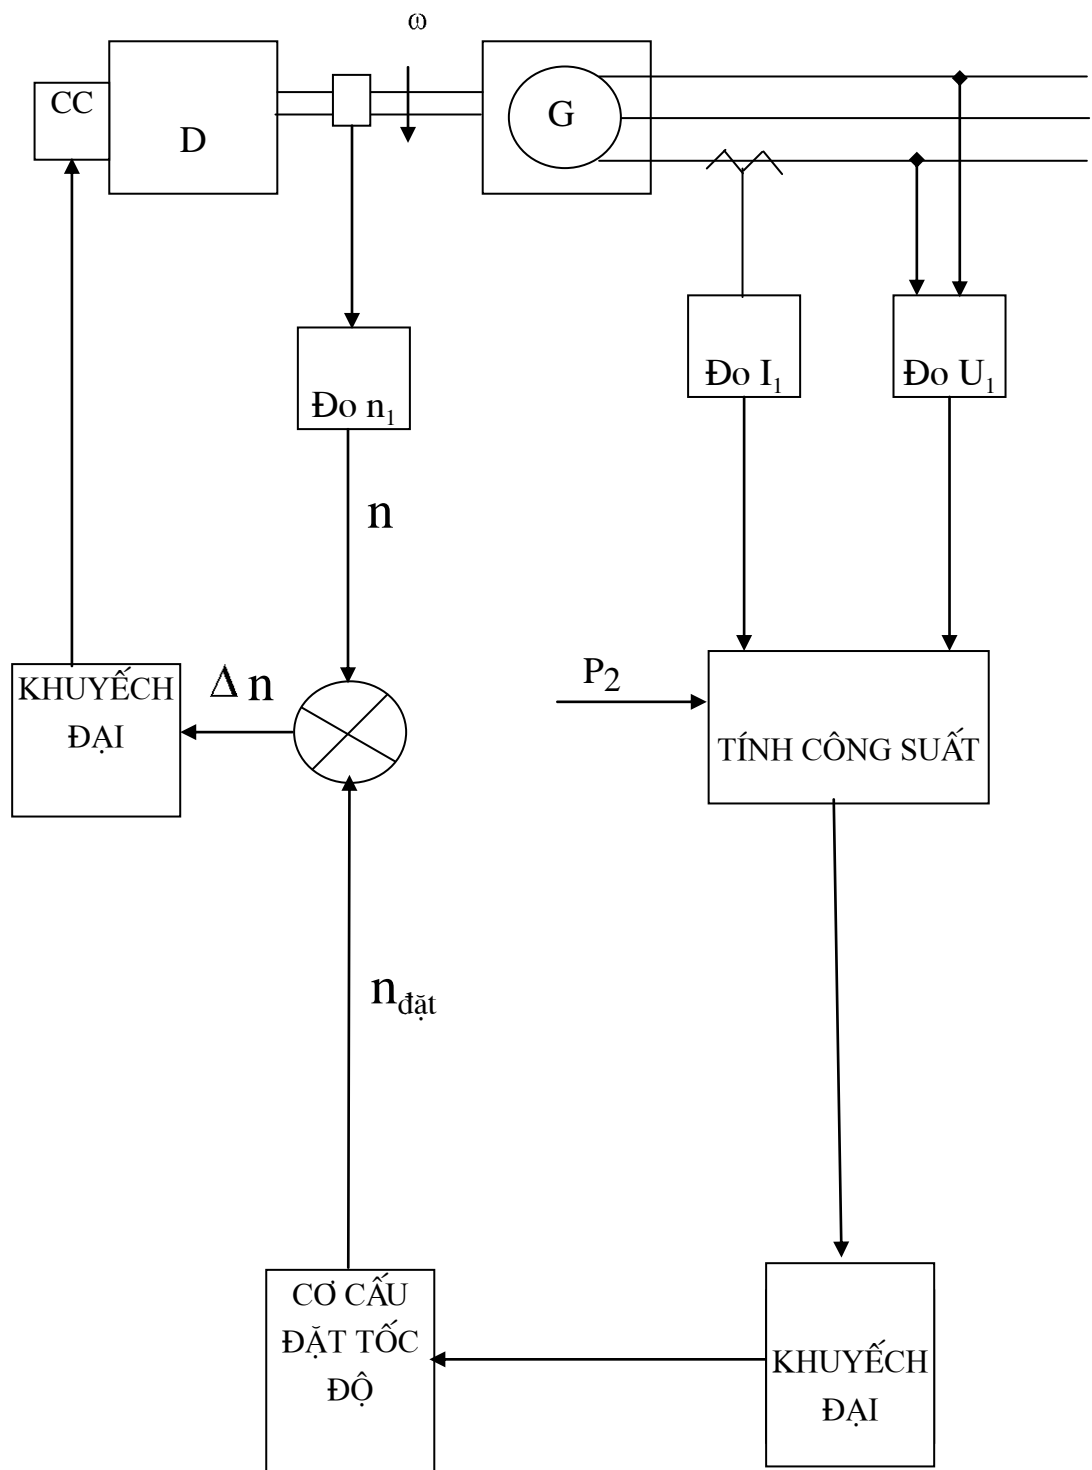 ω
CC
D
G
Đo n₁
Đo I₁
Đo U₁
n
P₂
KHUYẾCH
ĐẠI
Δ n
TÍNH CÔNG SUẤT
nđặt
CƠ CẤU
ĐẶT TỐC
ĐỘ
KHUYẾCH
ĐẠI